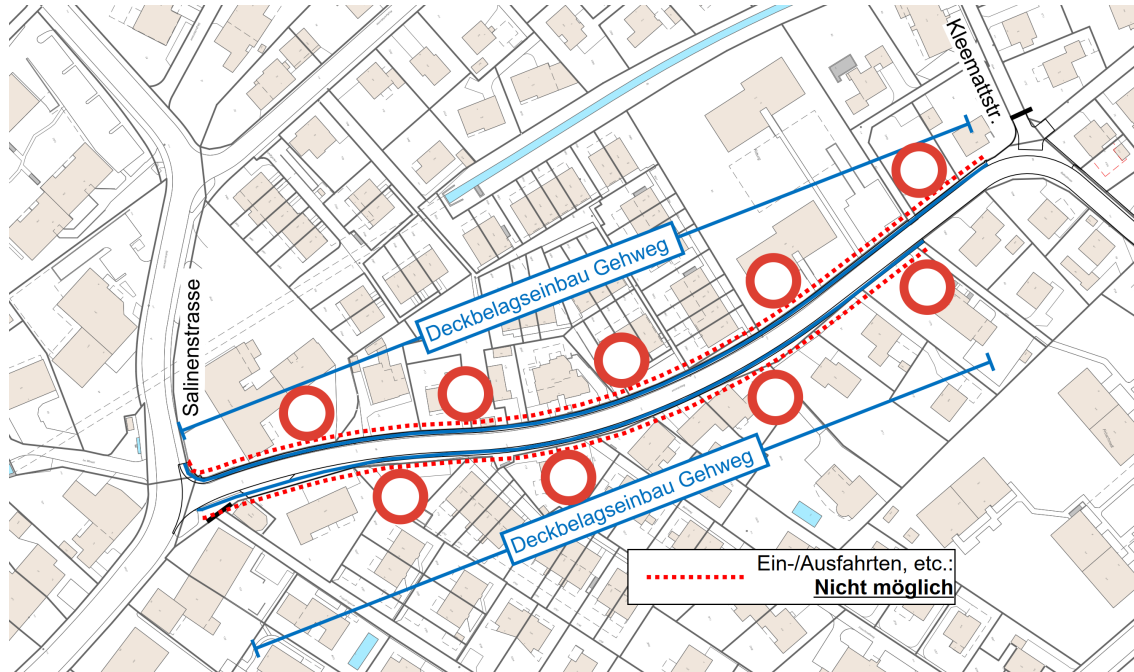 Kleemattstr.
Salinenstrasse
Deckbelagseinbau Gehweg
Deckbelagseinbau Gehweg
Ein-/Ausfahrten, etc.:
Nicht möglich